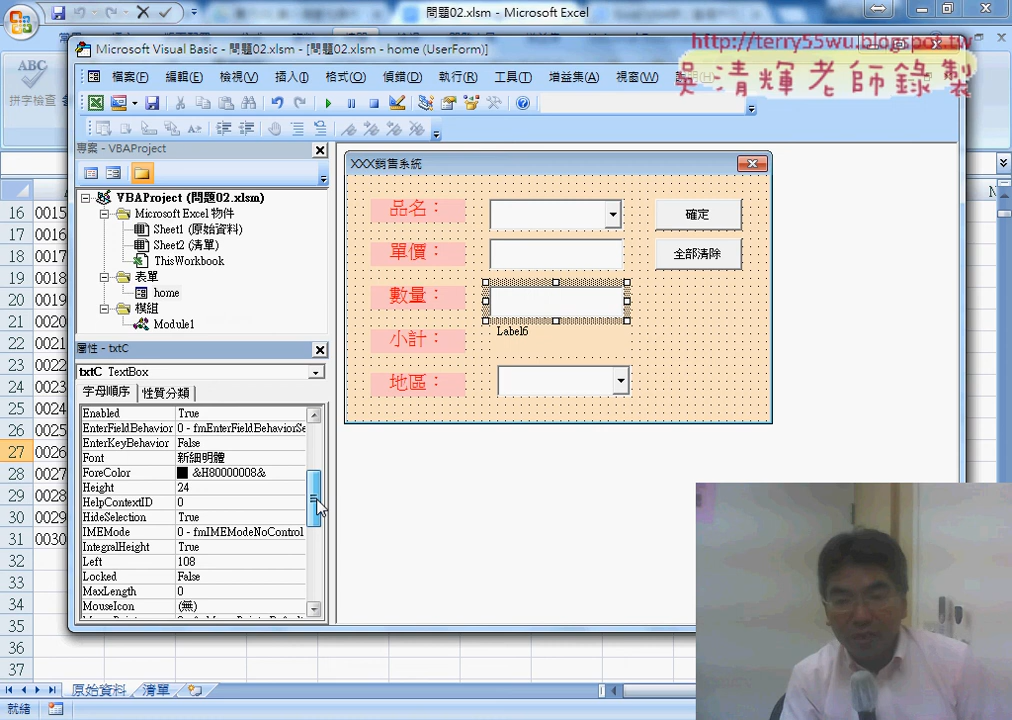 問題02.xlsm - Microsoft Excel
http://terry55wu.blogspot.tw
吳清輝老師錄製
ABC
拼字檢查
Microsoft Visual Basic - 問題02.xlsm - [問題02.xlsm - home (UserForm)]
檔案(F) 編輯(E) 檢視(V) 插入(I) 格式(O) 偵錯(D) 執行(R) 工具(T) 增益集(A) 視窗(W)
專案 - VBAProject
VBAProject (問題02.xlsm)
Microsoft Excel 物件
Sheet1 (原始資料)
Sheet2 (清單)
ThisWorkbook
表單
home
模組
Module1
屬性 - txtC
txtC TextBox
字母順序 性質分類
Enabled True
EnterFieldBehavior 0 - fmEnterFieldBehaviorSe
EnterKeyBehavior False
Font 新細明體
ForeColor &H80000008&
Height 24
HelpContextID 0
HideSelection True
IMEMode 0 - fmIMEModeNoControl
IntegralHeight True
Left 108
Locked False
MaxLength 0
MouseIcon (無)
XXX銷售系統
品名：
確定
單價：
全部清除
數量：
Label6
小計：
地區：
N
16 0015
17 0016
18 0017
19 0018
20 0019
21 0020
22 0021
23 0022
24 0023
25 0024
26 0025
27 0026
28 0027
29 0028
30 0029
31 0030
32
33
34
35
36
37
原始資料 清單
就緒